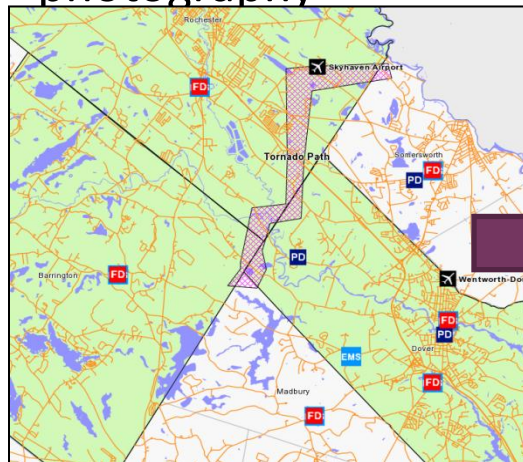 photography
Rochester
Skyhaven Airport
FD
Tornado Path
Somersworth
FD
PD
PD
Barrington
FD
Wentworth-Do
FD
PD
Dover
EMS
FD
Madbury
FD